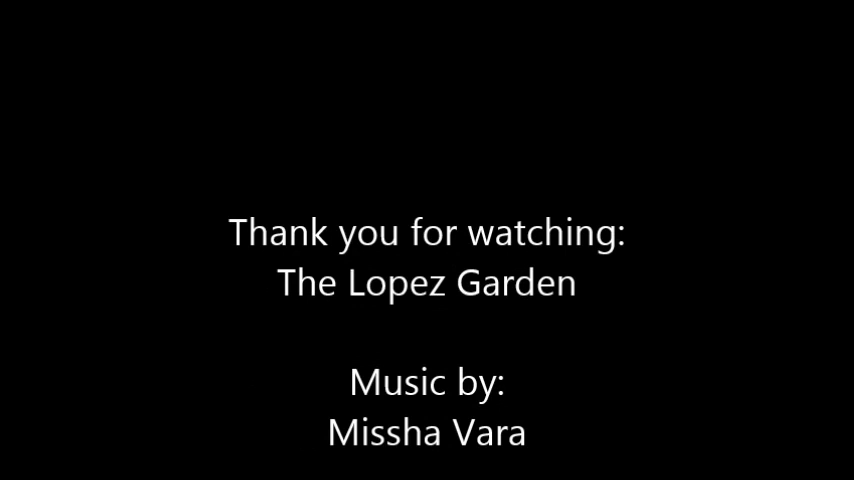 Thank you for watching:
The Lopez Garden
Music by:
Missha Vara